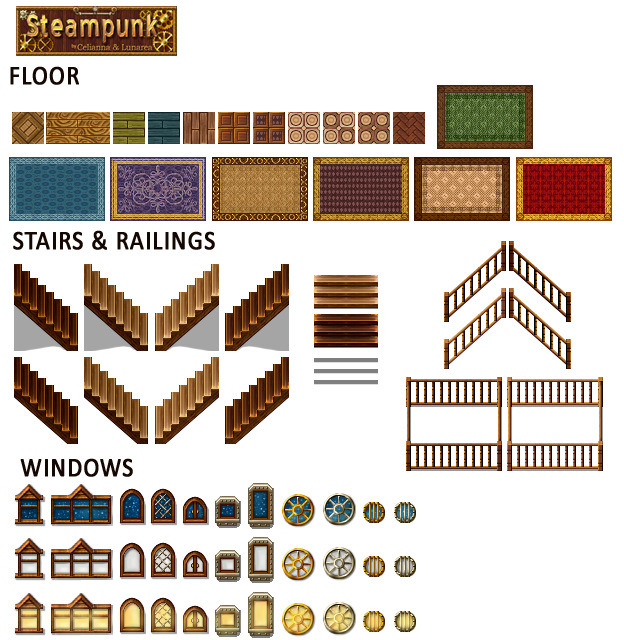 Steampunk
by Celianna & Lunarea
FLOOR
STAIRS & RAILINGS
WINDOWS